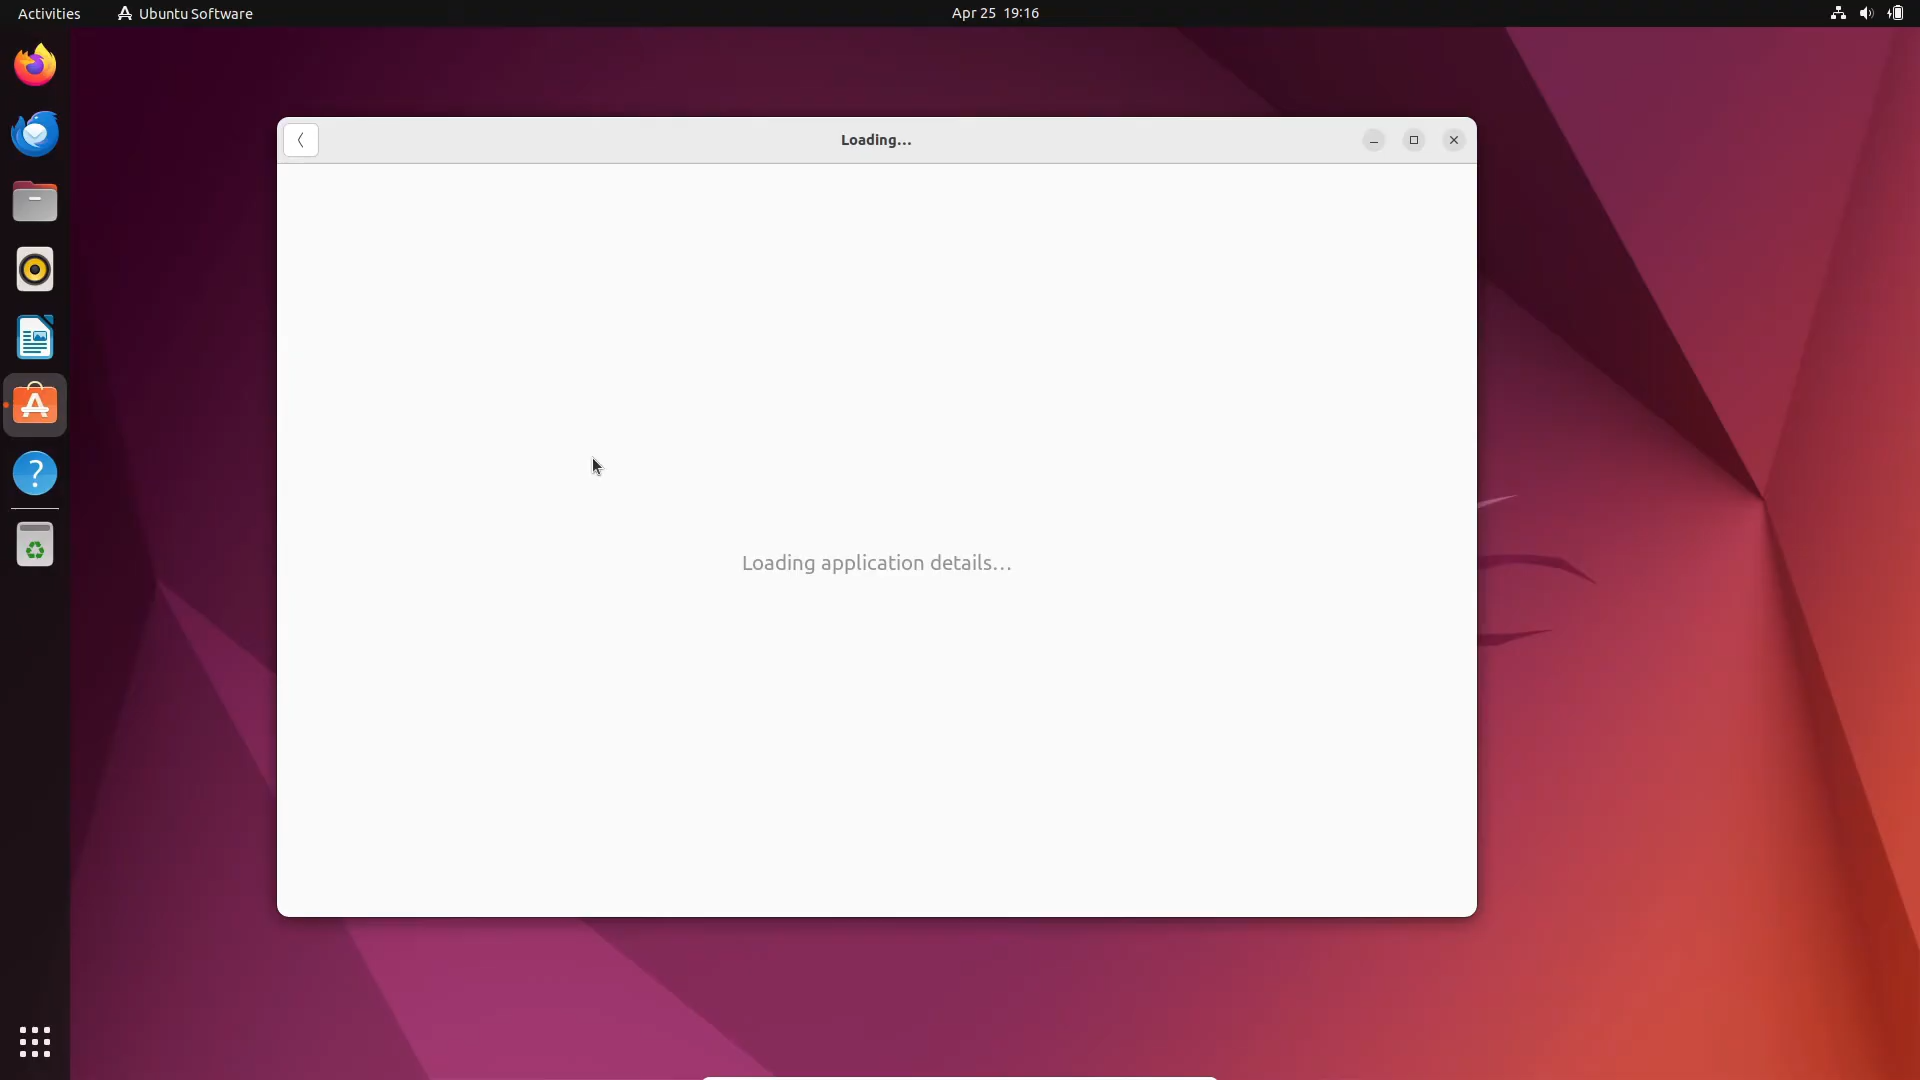 Activities
Ubuntu Software
Apr 25 19:16
Loading...
Loading application details...